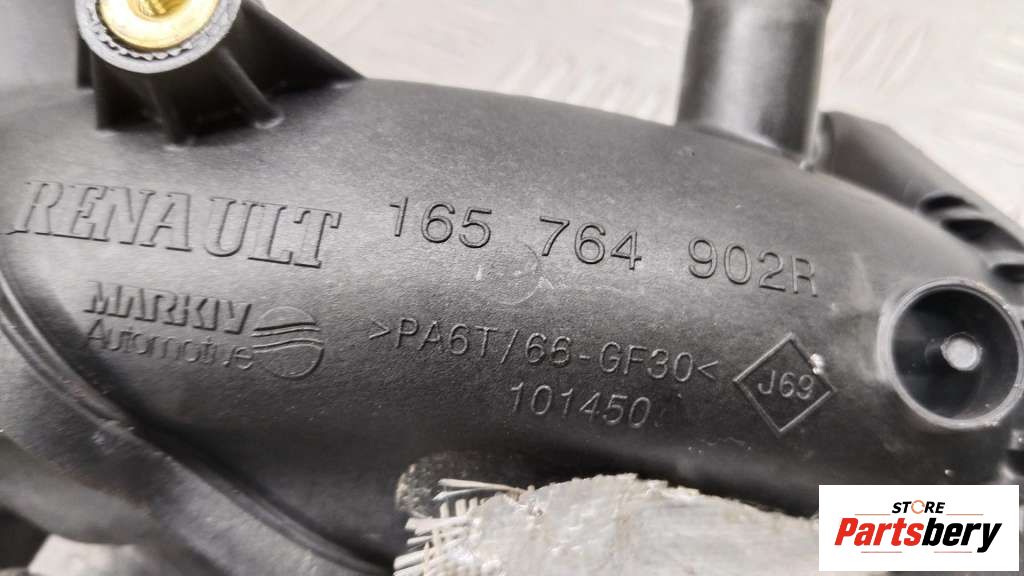 RENAULT 165 764 902R
MARKIV
Automotive
>PA6T/66-GF30<
J69
101450
STORE
Partsbery